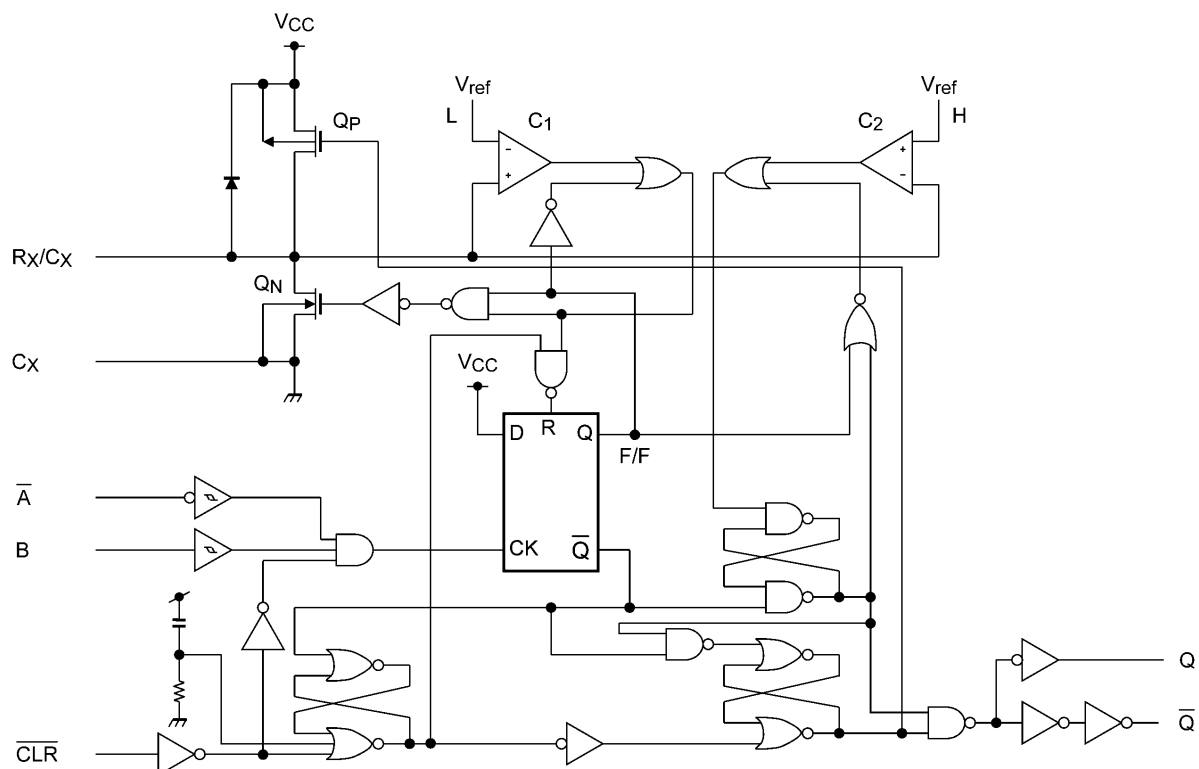 VCC
Vref
Vref
L
C1
C2
H
QP
RX/CX
QN
CX
VCC
D
R
Q
F/F
A
B
CK
Q
Q
Q
CLR